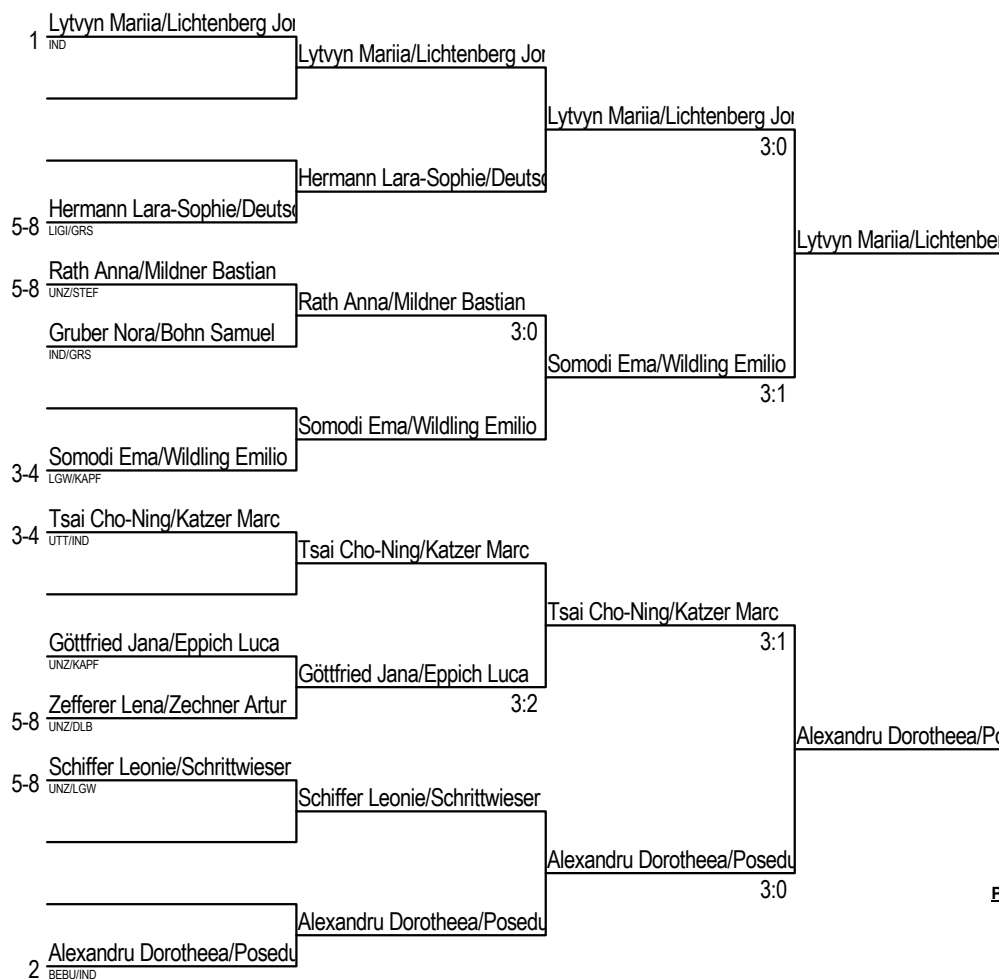 Lytvyn Mariia/Lichtenberg Jor
1
IND
Lytvyn Mariia/Lichtenberg Jor
Lytvyn Mariia/Lichtenberg Jor
3:0
Hermann Lara-Sophie/Deutsc
Hermann Lara-Sophie/Deutsc
5-8
LIGI/GRS
Lytvyn Mariia/Lichtenber
Rath Anna/Mildner Bastian
5-8
UNZ/STEF
Rath Anna/Mildner Bastian
3:0
Gruber Nora/Bohn Samuel
IND/GRS
Somodi Ema/Wildling Emilio
3:1
Somodi Ema/Wildling Emilio
Somodi Ema/Wildling Emilio
3-4
LGW/KAPF
Tsai Cho-Ning/Katzer Marc
3-4
UTT/IND
Tsai Cho-Ning/Katzer Marc
Tsai Cho-Ning/Katzer Marc
3:1
Göttfried Jana/Eppich Luca
UNZ/KAPF
Göttfried Jana/Eppich Luca
3:2
Zefferer Lena/Zechner Artur
5-8
UNZ/DLB
Alexandru Dorotheea/Po
Schiffer Leonie/Schrittwieser
5-8
UNZ/LGW
Schiffer Leonie/Schrittwieser
Alexandru Dorotheea/Posedu
3:0
Alexandru Dorotheea/Posedu
Alexandru Dorotheea/Posedu
2
BEBU/IND